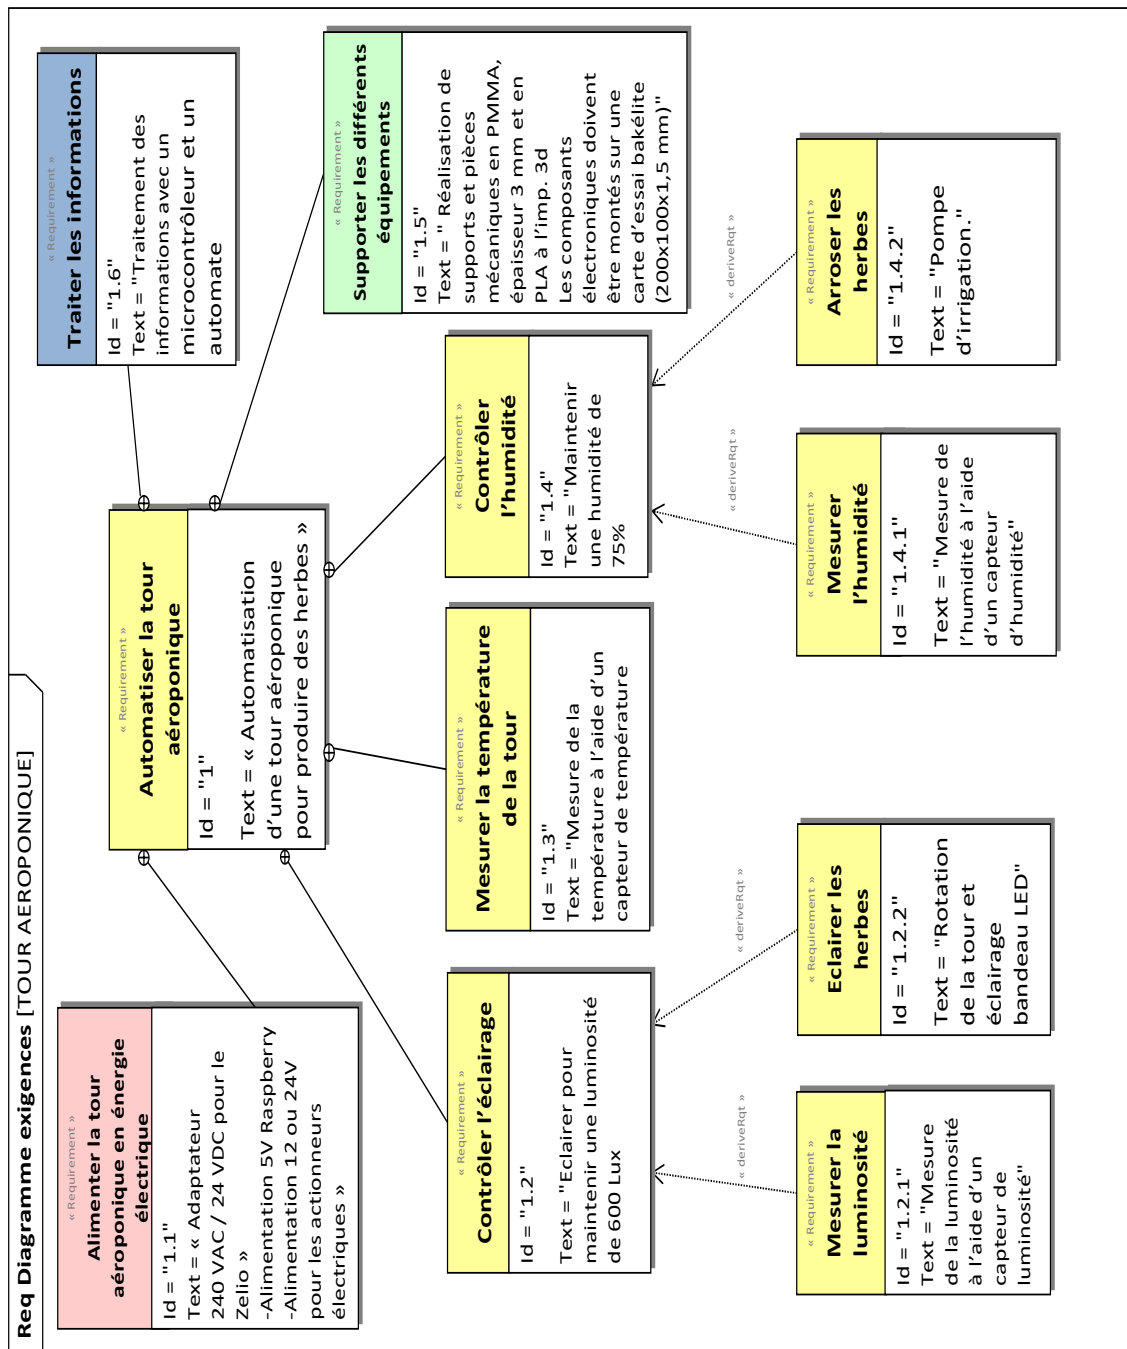 Req Diagramme exigences [TOUR AEROPONIQUE]
« Requirement »
Alimenter la tour
aéroponique en énergie
électrique
Id = "1.1"
Text = « Adaptateur
240 VAC / 24 VDC pour le
Zelio »
-Alimentation 5V Raspberry
-Alimentation 12 ou 24V
pour les actionneurs
électriques »
« Requirement »
Automatiser la tour
aéroponique
Id = "1"
Text = « Automatisation
d'une tour aéroponique
pour produire des herbes »
« Requirement »
Traiter les informations
Id = "1.6"
Text = "Traitement des
informations avec un
microcontrôleur et un
automate
« Requirement »
Supporter les différents
équipements
Id = "1.5"
Text = " Réalisation de
supports et pièces
mécaniques en PMMA,
épaisseur 3 mm et en
PLA à l'imp. 3d
Les composants
électroniques doivent
être montés sur une
carte d'essai bakélite
(200x100x1,5 mm)"
« Requirement »
Contrôler l'éclairage
Id = "1.2"
Text = "Eclairer pour
maintenir une luminosité
de 600 Lux
« Requirement »
Mesurer la température
de la tour
Id = "1.3"
Text = "Mesure de la
température à l'aide d'un
capteur de température
« Requirement »
Contrôler
l'humidité
Id = "1.4"
Text = "Maintenir
une humidité de
75%
« deriveRqt »
« deriveRqt »
« deriveRqt »
« deriveRqt »
« Requirement »
Mesurer la
luminosité
Id = "1.2.1"
Text = "Mesure
de la luminosité
à l'aide d'un
capteur de
luminosité"
« Requirement »
Eclairer les
herbes
Id = "1.2.2"
Text = "Rotation
de la tour et
éclairage
bandeau LED"
« Requirement »
Mesurer
l'humidité
Id = "1.4.1"
Text = "Mesure de
l'humidité à l'aide
d'un capteur
d'humidité"
« Requirement »
Arroser les
herbes
Id = "1.4.2"
Text = "Pompe
d'irrigation."